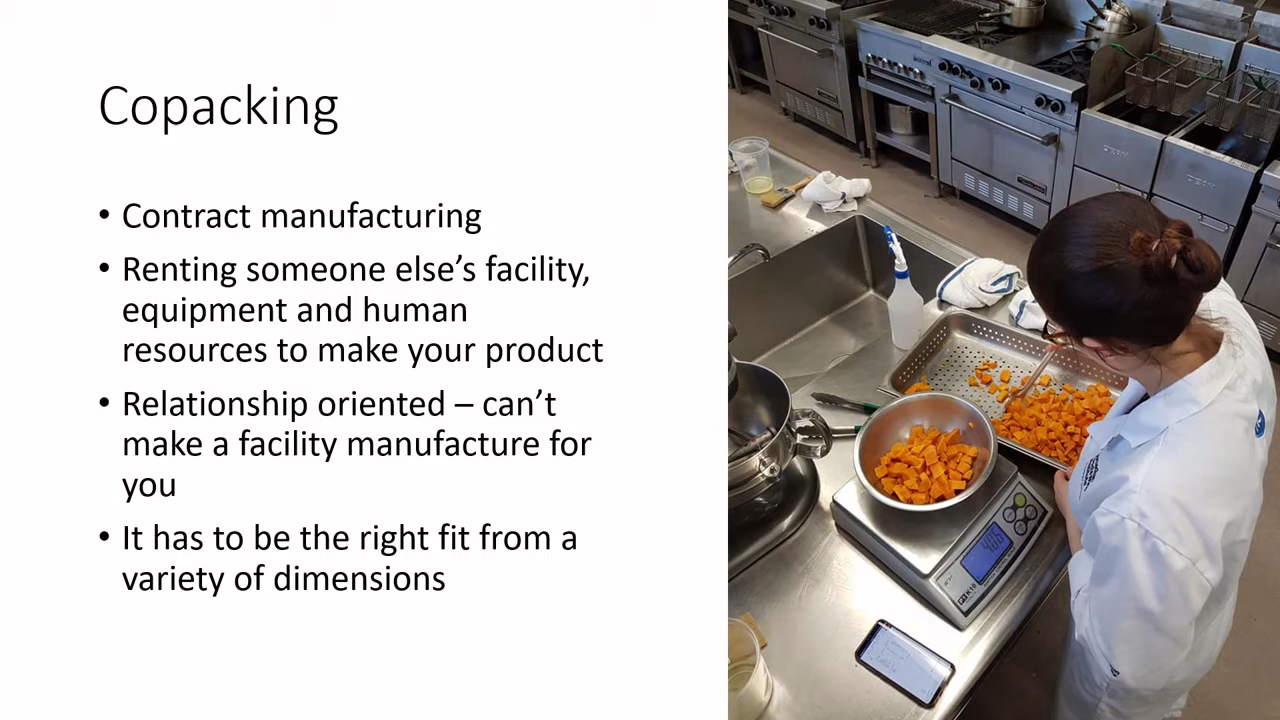 Copacking
• Contract manufacturing
• Renting someone else’s facility,
equipment and human
resources to make your product
• Relationship oriented – can’t
make a facility manufacture for
you
• It has to be the right fit from a
variety of dimensions